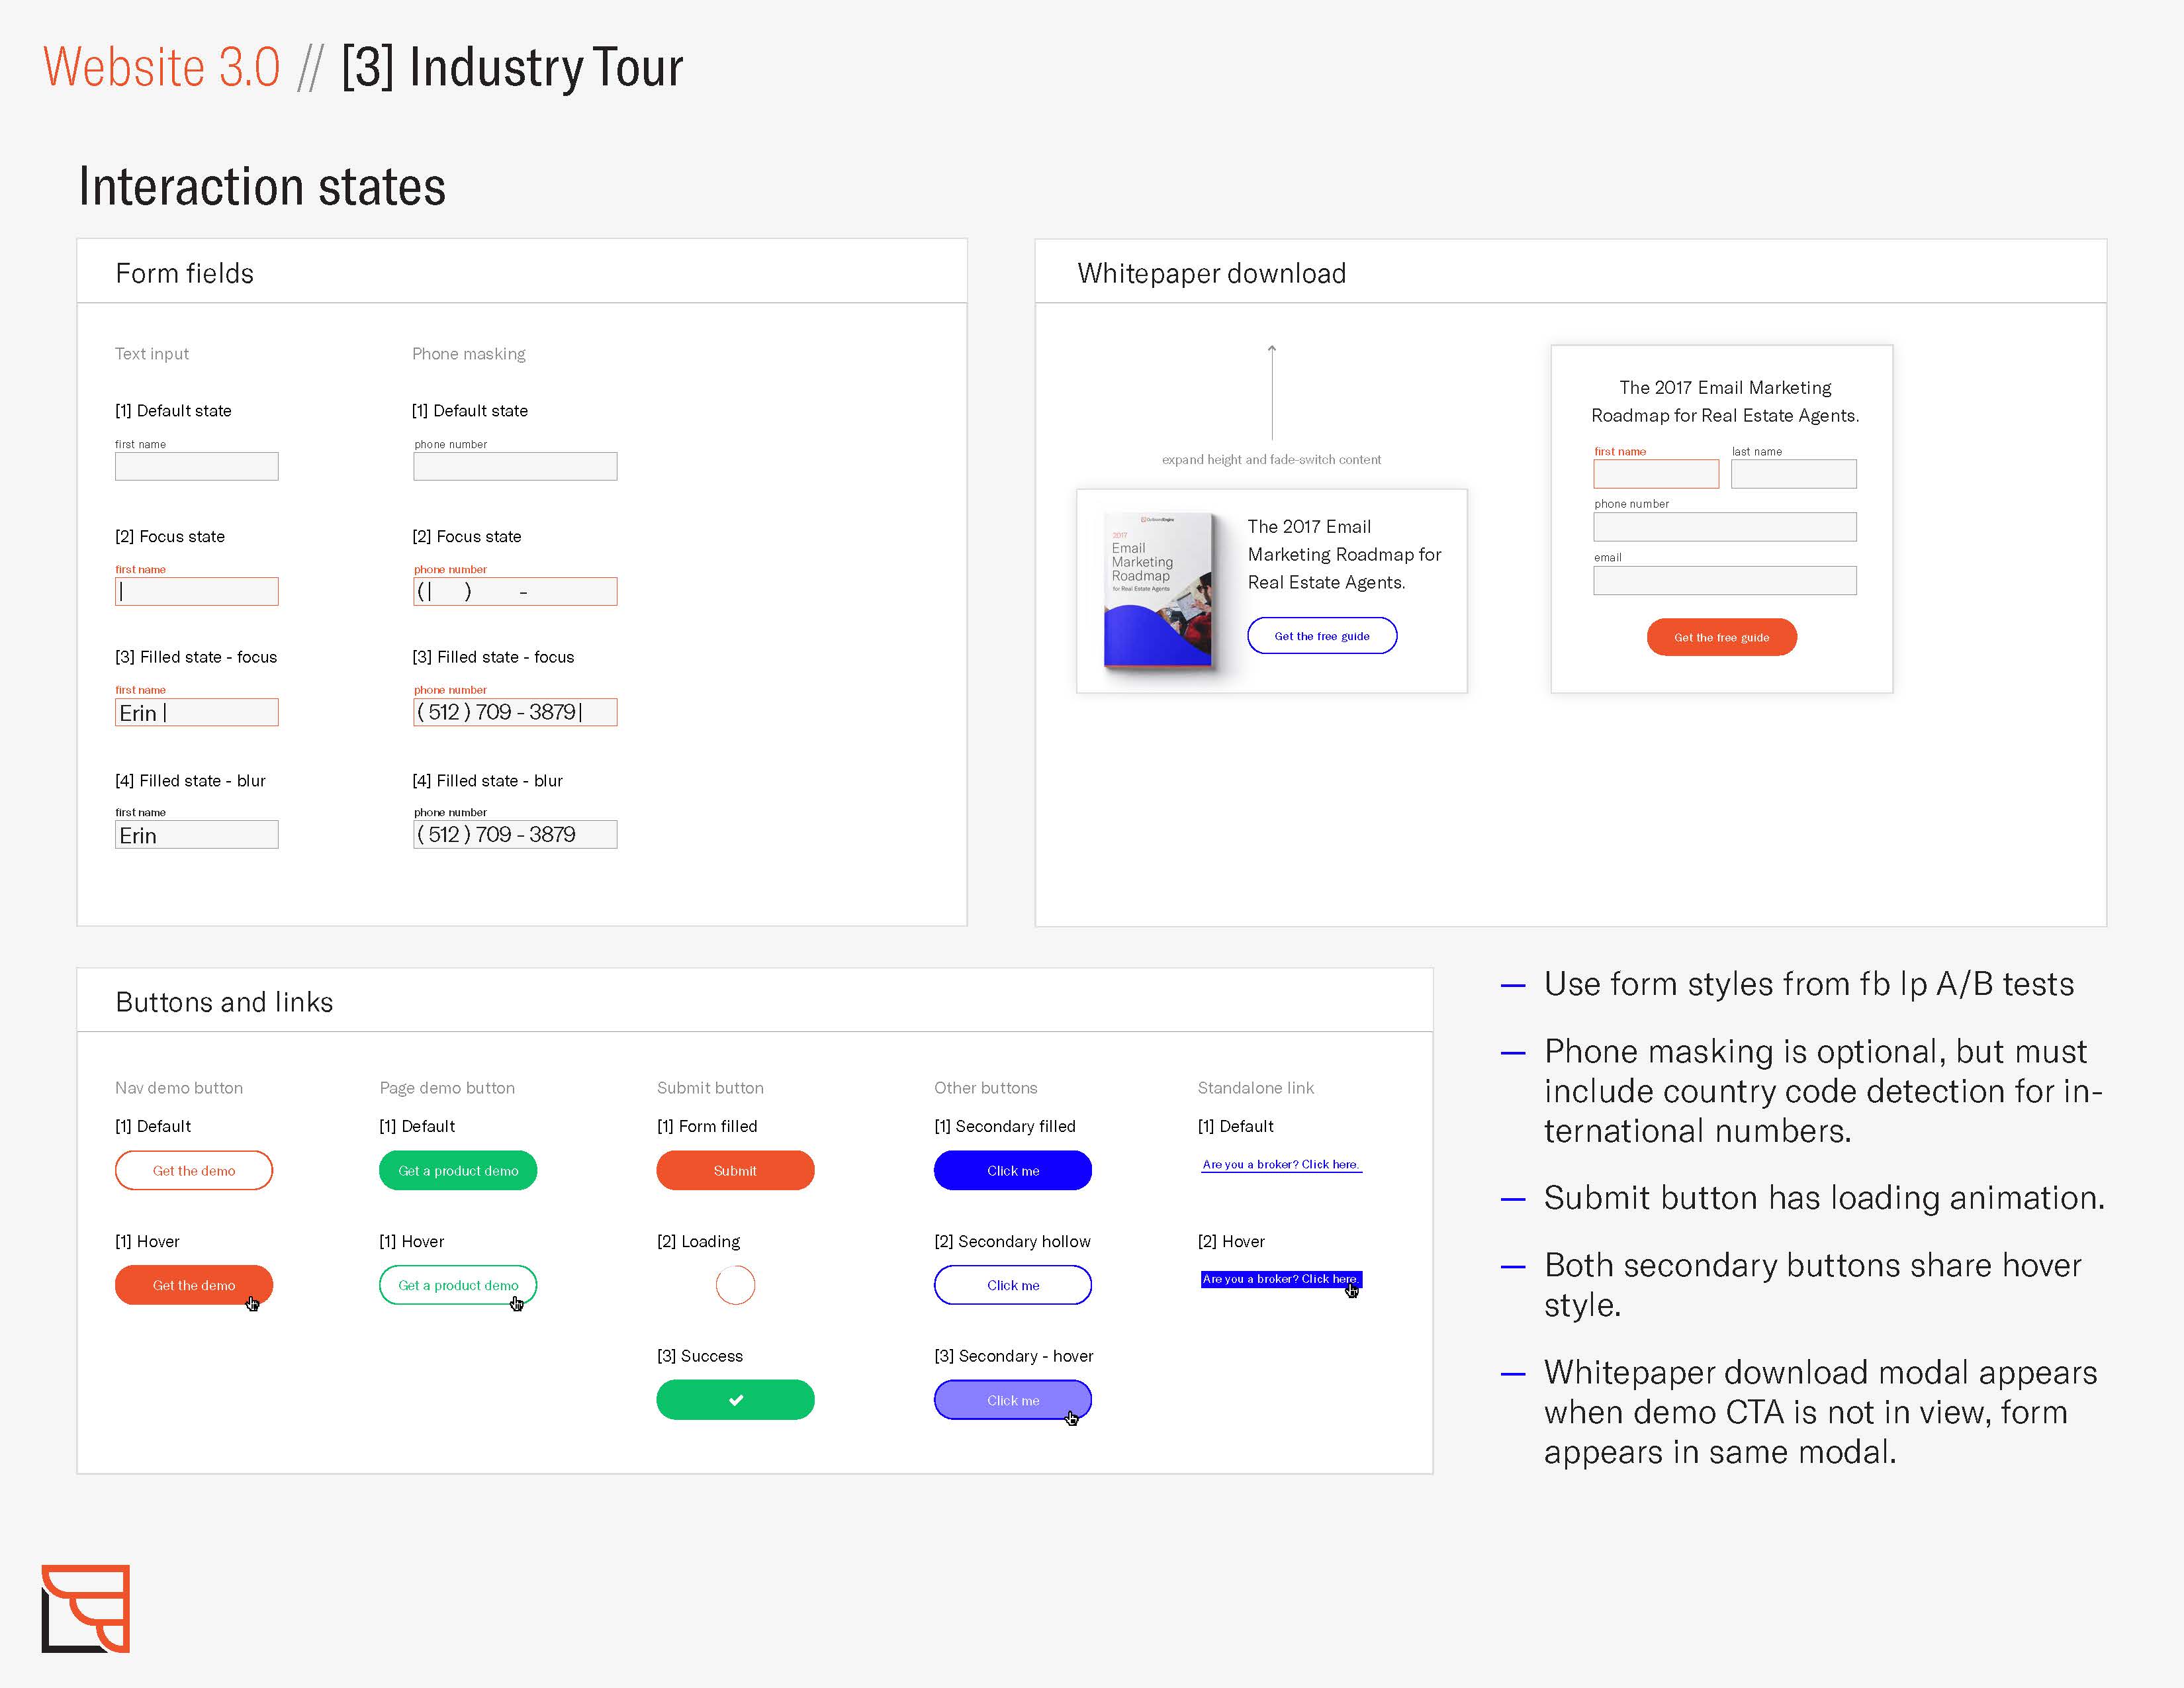 Website 3.0 // [3] Industry Tour
Interaction states
Form fields
Text input
[1] Default state
first name
[2] Focus state
first name
[3] Filled state - focus
first name
Erin
[4] Filled state - blur
first name
Erin
Phone masking
[1] Default state
phone number
[2] Focus state
phone number
( ) -
[3] Filled state - focus
phone number
( 512 ) 709 - 3879
[4] Filled state - blur
phone number
( 512 ) 709 - 3879
Whitepaper download
expand height and fade-switch content
OutboundEngine
2017
Email
Marketing
Roadmap
for Real Estate Agents
The 2017 Email
Marketing Roadmap for
Real Estate Agents.
Get the free guide
The 2017 Email Marketing
Roadmap for Real Estate Agents.
first name last name
phone number
email
Get the free guide
Buttons and links
Nav demo button
[1] Default
Get the demo
[1] Hover
Get the demo
Page demo button
[1] Default
Get a product demo
[1] Hover
Get a product demo
Submit button
[1] Form filled
Submit
[2] Loading
[3] Success
Other buttons
[1] Secondary filled
Click me
[2] Secondary hollow
Click me
[3] Secondary - hover
Click me
Standalone link
[1] Default
Are you a broker? Click here.
[2] Hover
Are you a broker? Click here.
— Use form styles from fb lp A/B tests
— Phone masking is optional, but must
include country code detection for in-
ternational numbers.
— Submit button has loading animation.
— Both secondary buttons share hover
style.
— Whitepaper download modal appears
when demo CTA is not in view, form
appears in same modal.